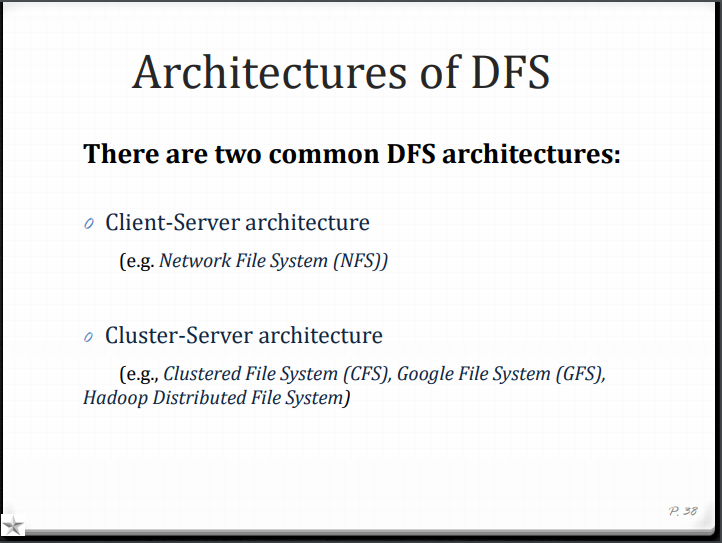 Architectures of DFS
There are two common DFS architectures:
Client-Server architecture
(e.g. Network File System (NFS))
Cluster-Server architecture
(e.g., Clustered File System (CFS), Google File System (GFS),
Hadoop Distributed File System)
P. 38